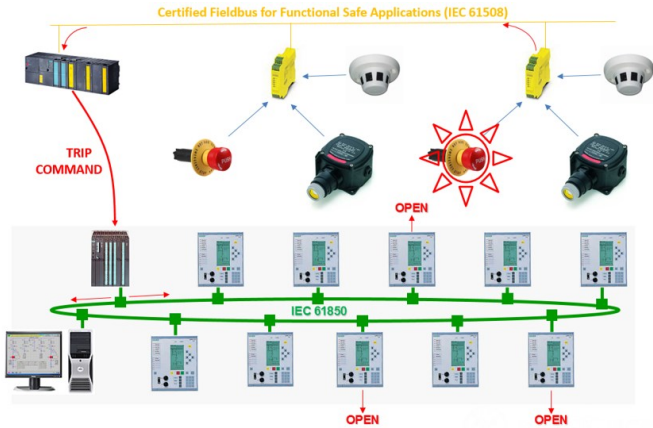 Certified Fieldbus for Functional Safe Applications (IEC 61508)
TRIP
COMMAND
OPEN
IEC 61850
OPEN
OPEN